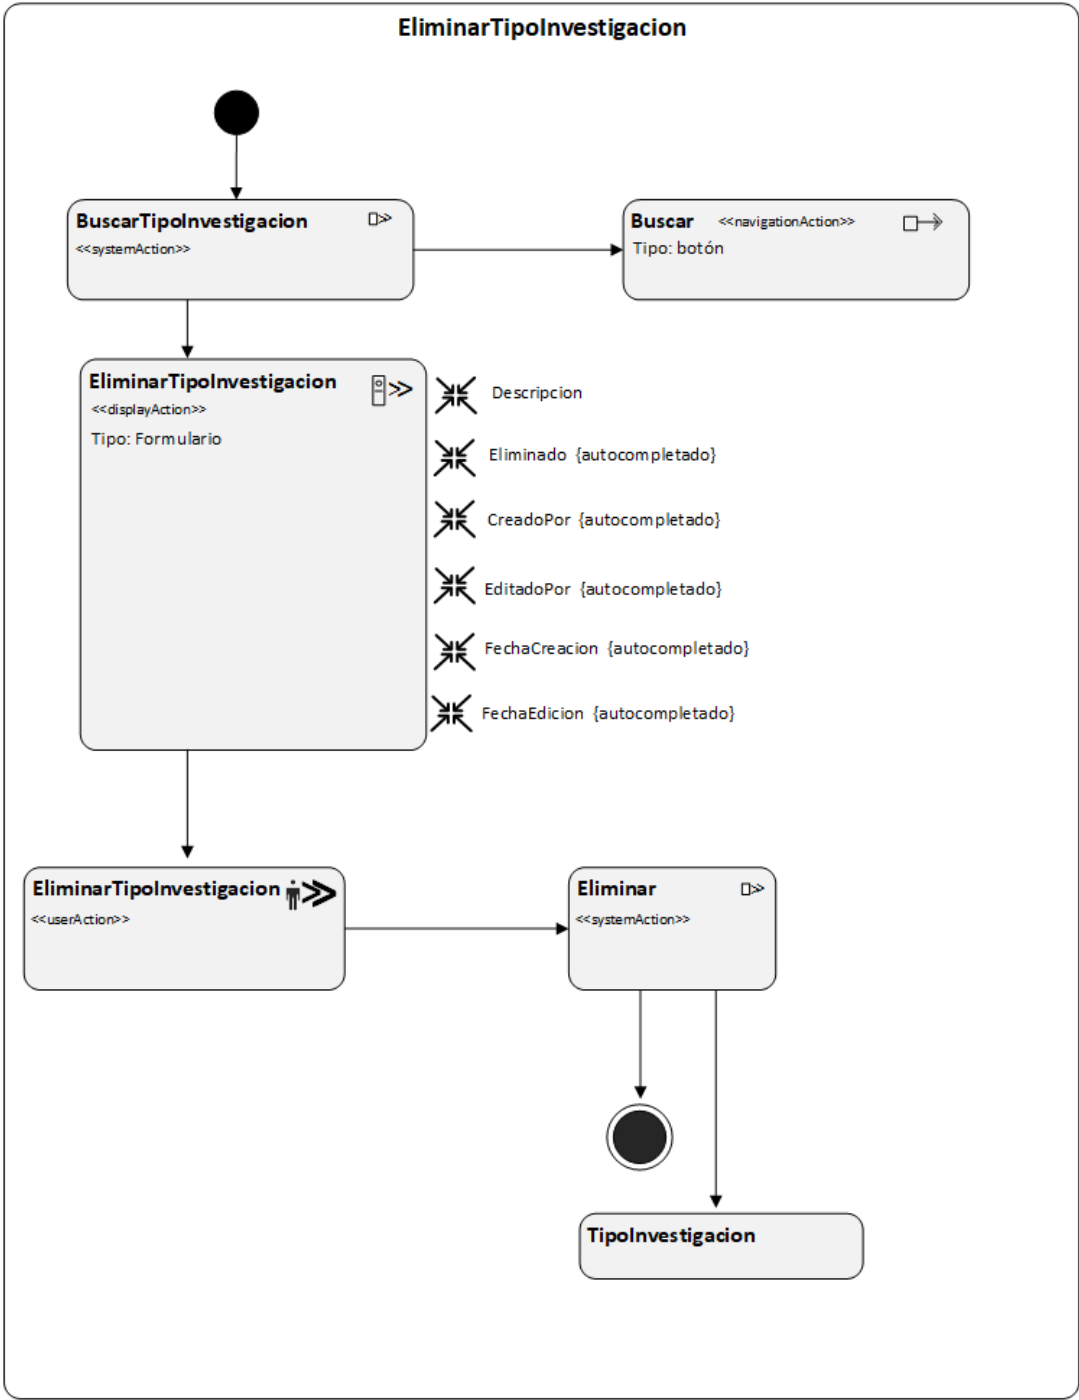 EliminarTipoInvestigacion
BuscarTipoInvestigacion
<<systemAction>>
Buscar <<navigationAction>>
Tipo: botón
EliminarTipoInvestigacion
<<displayAction>>
Tipo: Formulario
Descripcion
Eliminado {autocompletado}
CreadoPor {autocompletado}
EditadoPor {autocompletado}
FechaCreacion {autocompletado}
FechaEdicion {autocompletado}
EliminarTipoInvestigacion
<<userAction>>
Eliminar
<<systemAction>>
TipoInvestigacion